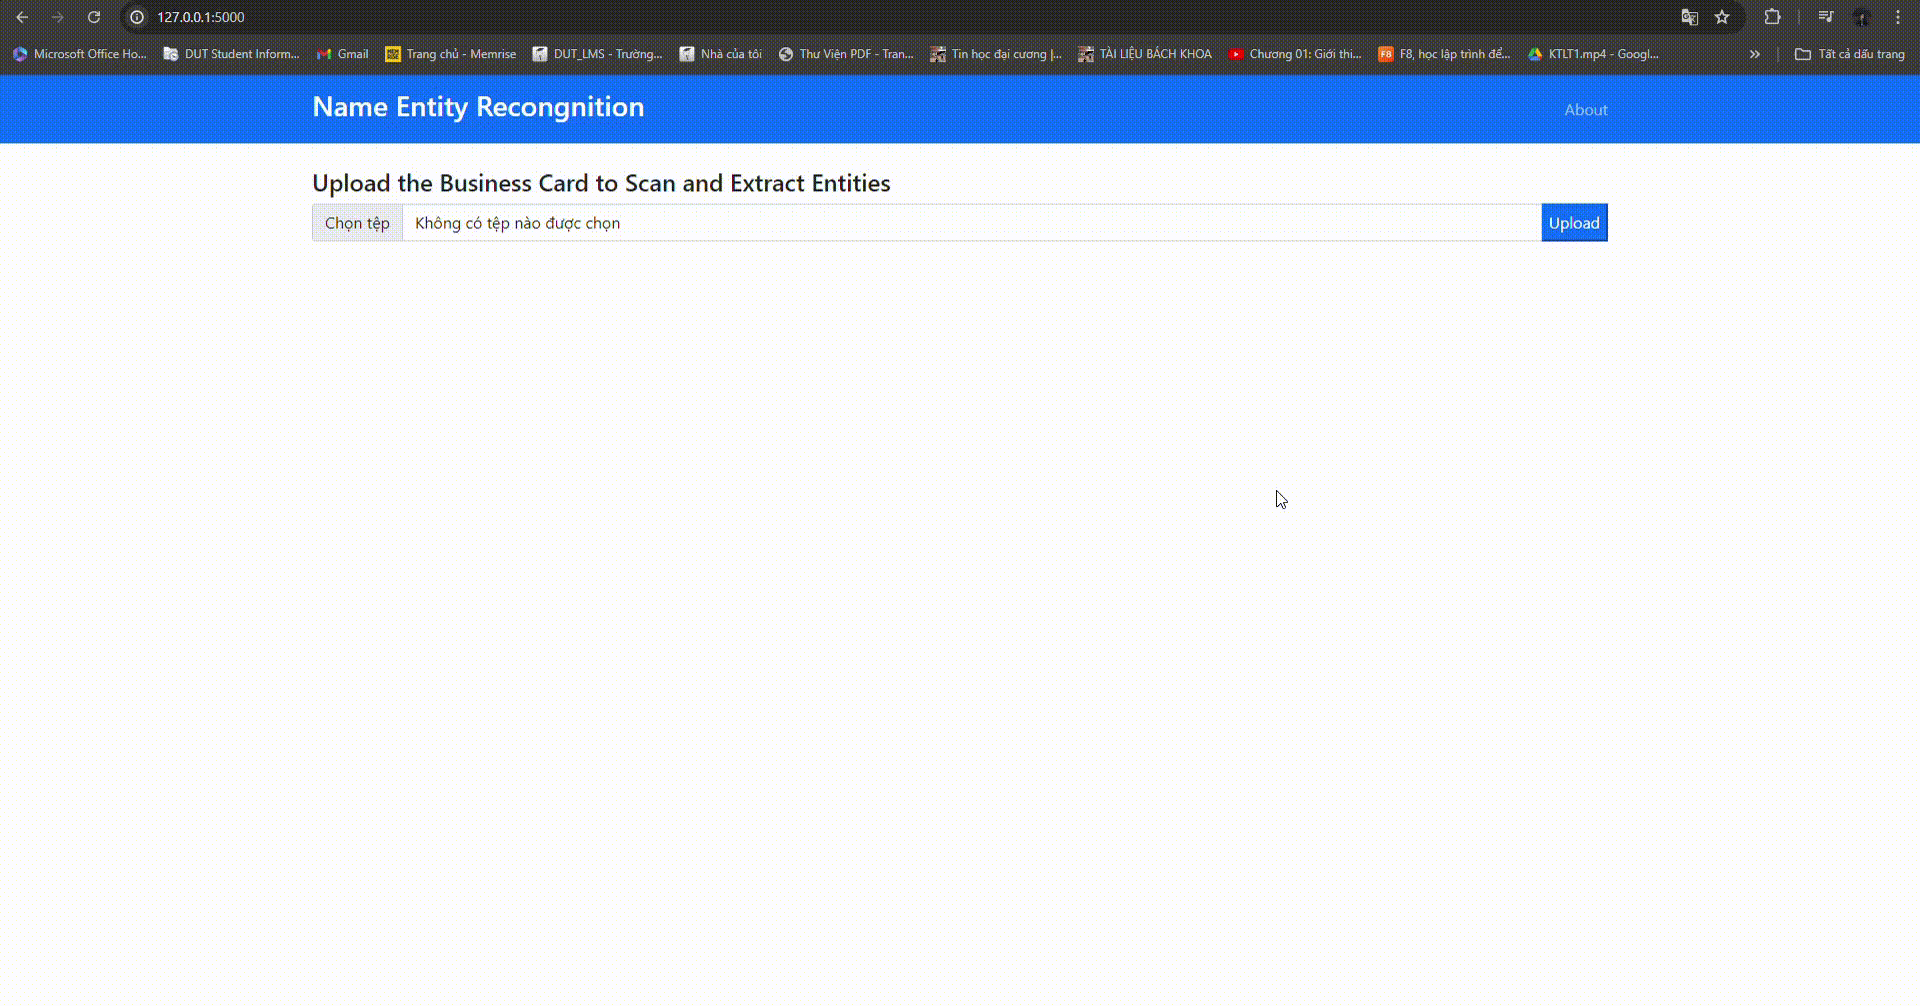 127.0.0.1:5000
Microsoft Office Ho... DUT Student Inform... Gmail Trang chủ - Memrise DUT_LMS - Trường... Nhà của tôi Thư Viện PDF - Tran... Tin học đại cương |... TÀI LIỆU BÁCH KHOA Chương 01: Giới thi... F8 F8, học lập trình để... KTLT1.mp4 - Googl... Tất cả dấu trang
Name Entity Recongnition About
Upload the Business Card to Scan and Extract Entities
Chọn tệp Không có tệp nào được chọn Upload